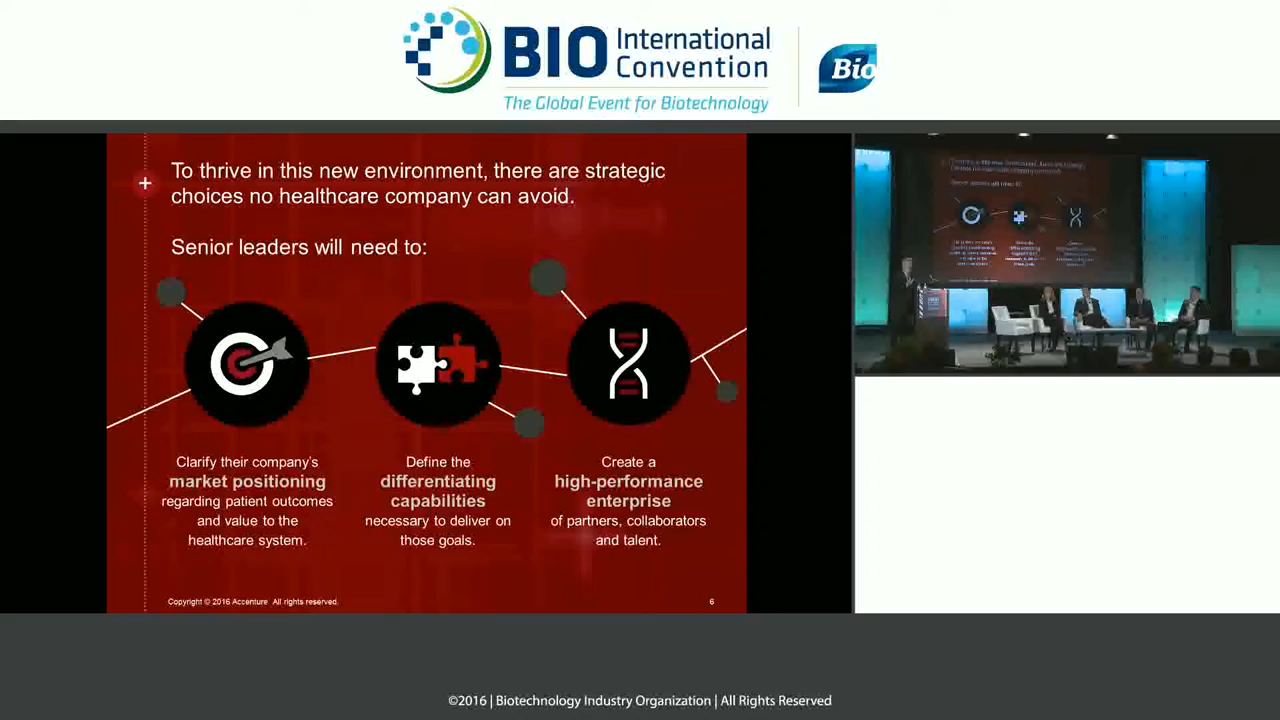 BIO International
Convention
The Global Event for Biotechnology
Bio
To thrive in this new environment, there are strategic
choices no healthcare company can avoid.
Senior leaders will need to:
Clarify their company's
market positioning
regarding patient outcomes
and value to the
healthcare system.
Define the
differentiating
capabilities
necessary to deliver on
those goals.
Create a
high-performance
enterprise
of partners, collaborators
and talent.
Copyright © 2016 Accenture All rights reserved.
6
©2016 | Biotechnology Industry Organization | All Rights Reserved